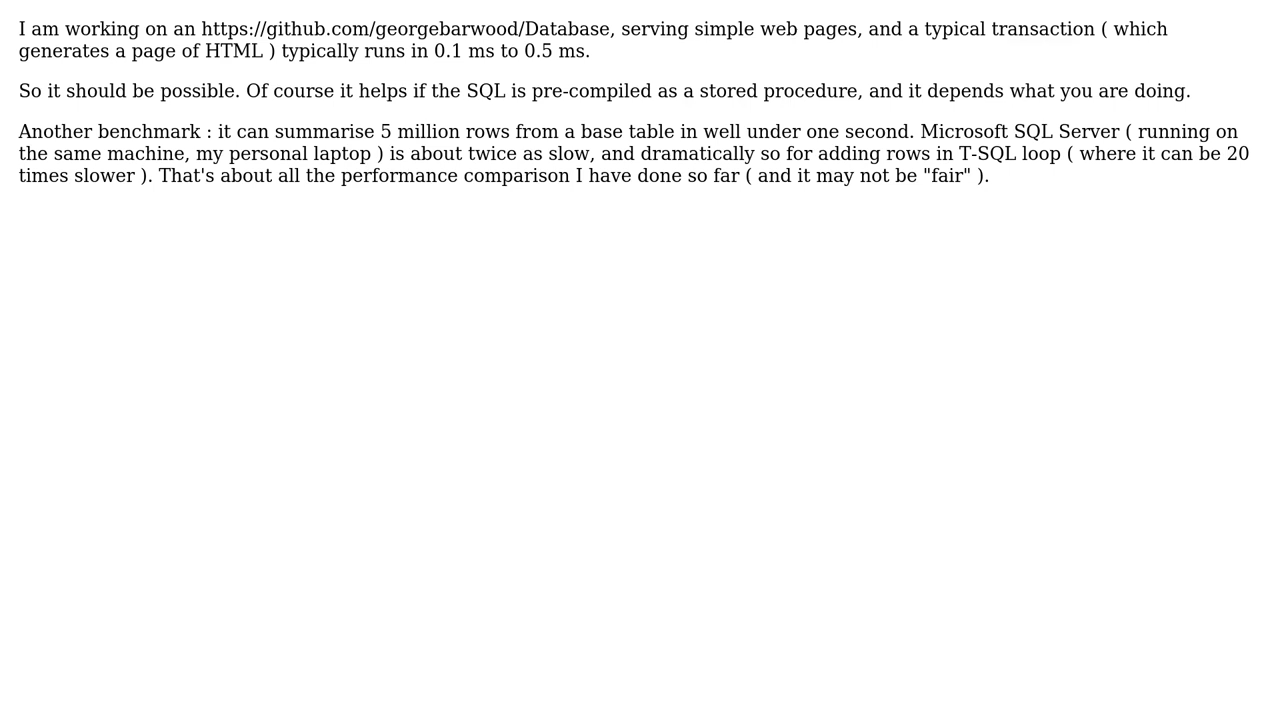 I am working on an https://github.com/georgebarwood/Database, serving simple web pages, and a typical transaction ( which
generates a page of HTML ) typically runs in 0.1 ms to 0.5 ms.
So it should be possible. Of course it helps if the SQL is pre-compiled as a stored procedure, and it depends what you are doing.
Another benchmark : it can summarise 5 million rows from a base table in well under one second. Microsoft SQL Server ( running on
the same machine, my personal laptop ) is about twice as slow, and dramatically so for adding rows in T-SQL loop ( where it can be 20
times slower ). That's about all the performance comparison I have done so far ( and it may not be "fair" ).